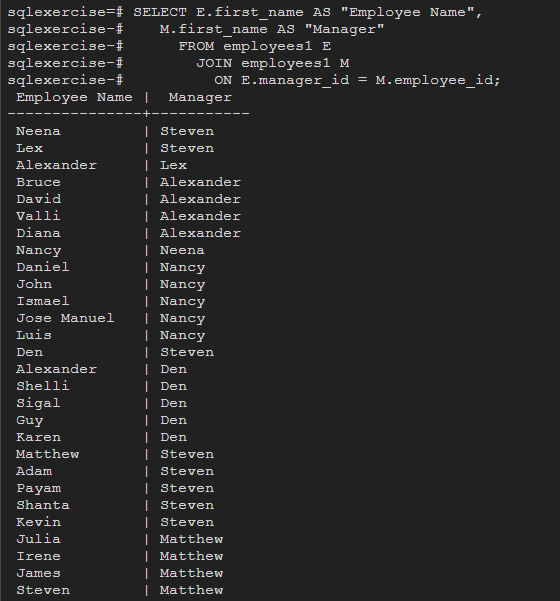 sqlexercise=# SELECT E.first_name AS "Employee Name",
sqlexercise-#    M.first_name AS "Manager"
sqlexercise-#      FROM employees1 E
sqlexercise-#        JOIN employees1 M
sqlexercise-#          ON E.manager_id = M.employee_id;
 Employee Name |  Manager
---------------+-----------
 Neena         | Steven
 Lex           | Steven
 Alexander     | Lex
 Bruce         | Alexander
 David         | Alexander
 Valli         | Alexander
 Diana         | Alexander
 Nancy         | Neena
 Daniel        | Nancy
 John          | Nancy
 Ismael        | Nancy
 Jose Manuel   | Nancy
 Luis          | Nancy
 Den           | Steven
 Alexander     | Den
 Shelli        | Den
 Sigal         | Den
 Guy           | Den
 Karen         | Den
 Matthew       | Steven
 Adam          | Steven
 Payam         | Steven
 Shanta        | Steven
 Kevin         | Steven
 Julia         | Matthew
 Irene         | Matthew
 James         | Matthew
 Steven        | Matthew